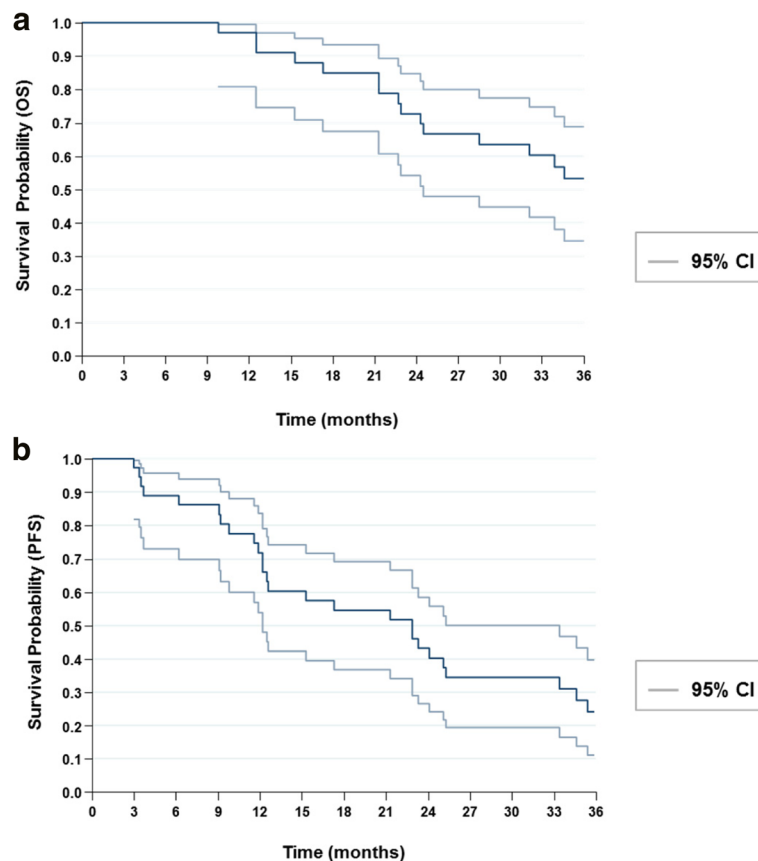 a
Survival Probability (OS)
1.0
0.9
0.8
0.7
0.6
0.5
0.4
0.3
0.2
0.1
0.0
0 3 6 9 12 15 18 21 24 27 30 33 36
Time (months)
95% CI
b
Survival Probability (PFS)
1.0
0.9
0.8
0.7
0.6
0.5
0.4
0.3
0.2
0.1
0.0
0 3 6 9 12 15 18 21 24 27 30 33 36
Time (months)
95% CI